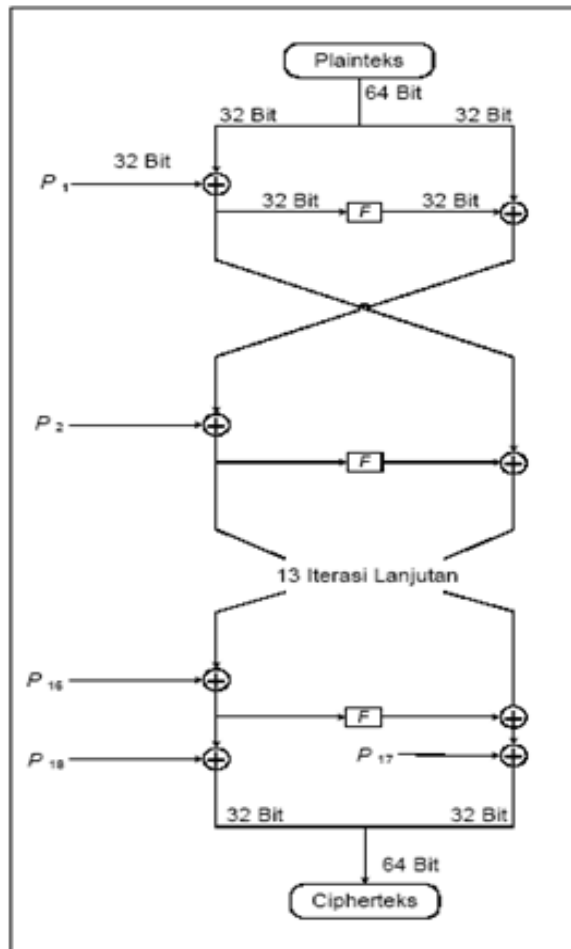 Plainteks
64 Bit
32 Bit 32 Bit
32 Bit
P 1
32 Bit F 32 Bit
P 2
F
13 Iterasi Lanjutan
P 16
F
P 18 P 17
32 Bit 32 Bit
64 Bit
Cipherteks